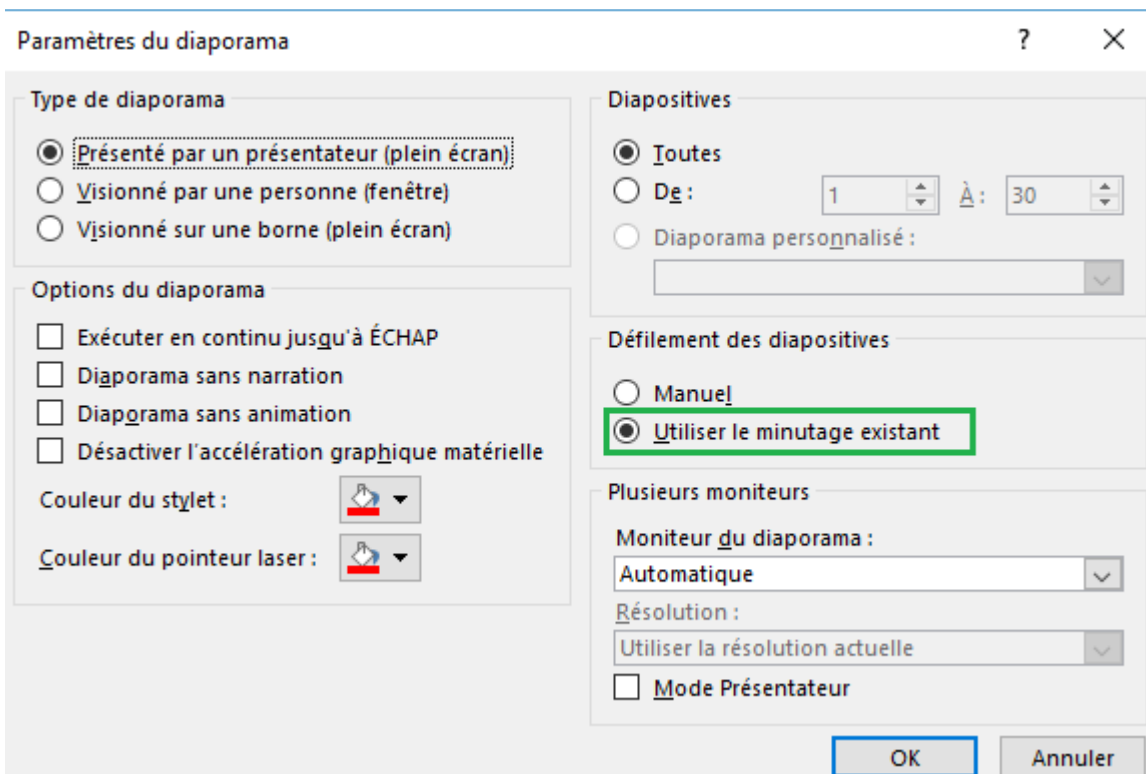 Paramètres du diaporama
?
Type de diaporama
Présenté par un présentateur (plein écran)
Visionné par une personne (fenêtre)
Visionné sur une borne (plein écran)
Options du diaporama
Exécuter en continu jusqu'à ÉCHAP
Diaporama sans narration
Diaporama sans animation
Désactiver l'accélération graphique matérielle
Couleur du stylet :
Couleur du pointeur laser :
Diapositives
Toutes
De : 1 À : 30
Diaporama personnalisé :
Défilement des diapositives
Manuel
Utiliser le minutage existant
Plusieurs moniteurs
Moniteur du diaporama :
Automatique
Résolution :
Utiliser la résolution actuelle
Mode Présentateur
OK Annuler